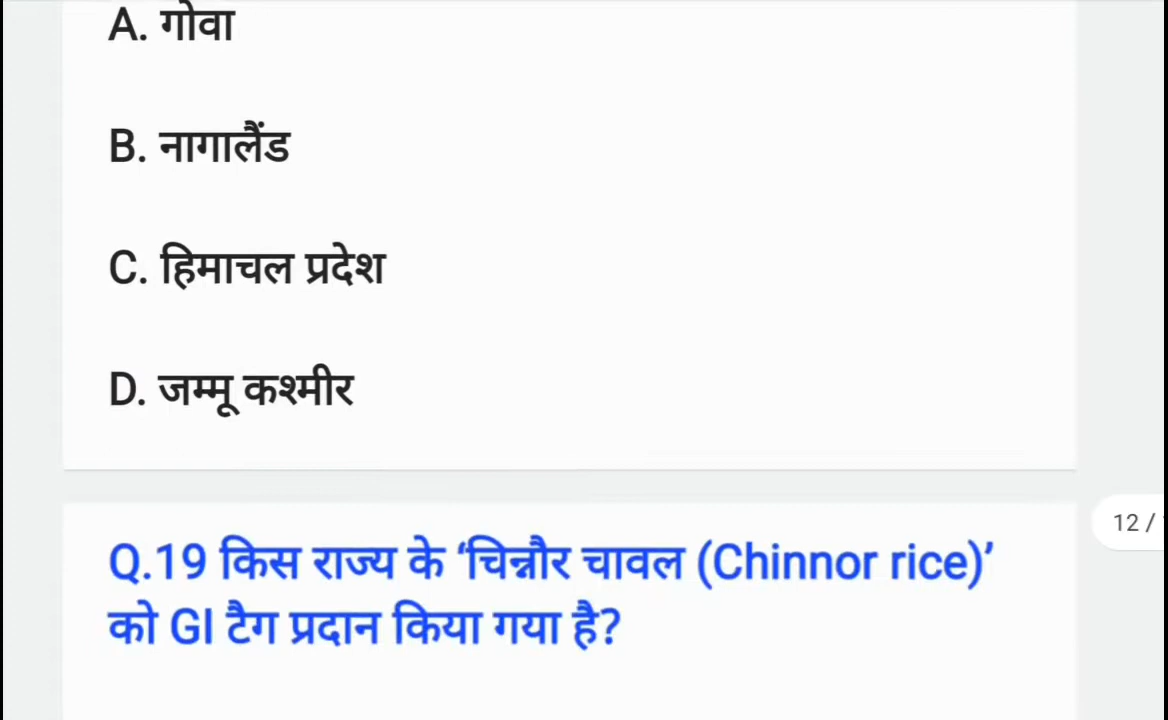 A. गोवा
B. नागालैंड
C. हिमाचल प्रदेश
D. जम्मू कश्मीर
Q.19 किस राज्य के ‘चिन्नौर चावल (Chinnor rice)’
को GI टैग प्रदान किया गया है?
12 /